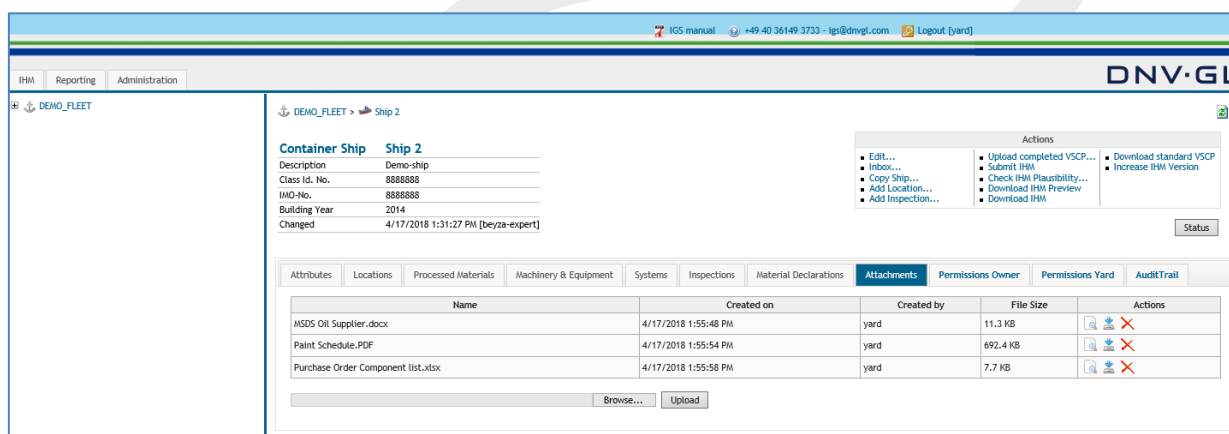 IGS manual +49 40 36149 3733 - igs@dnvgl.com Logout [yard]
IHM Reporting Administration
DNV·GL
DEMO_FLEET
DEMO_FLEET > Ship 2
Container Ship Ship 2
Description Demo-ship
Class Id. No. 8888888
IMO-No. 8888888
Building Year 2014
Changed 4/17/2018 1:31:27 PM [beyza-expert]
Actions
Edit... Upload completed VSCP... Download standard VSCP
Inbox... Submit IHM Increase IHM Version
Copy Ship... Check IHM Plausibility...
Add Location... Download IHM Preview
Add Inspection... Download IHM
Status
Attributes Locations Processed Materials Machinery & Equipment Systems Inspections Material Declarations Attachments Permissions Owner Permissions Yard AuditTrail
Name Created on Created by File Size Actions
MSDS Oil Supplier.docx 4/17/2018 1:55:48 PM yard 11.3 KB
Paint Schedule.PDF 4/17/2018 1:55:54 PM yard 692.4 KB
Purchase Order Component list.xlsx 4/17/2018 1:55:58 PM yard 7.7 KB
Browse... Upload